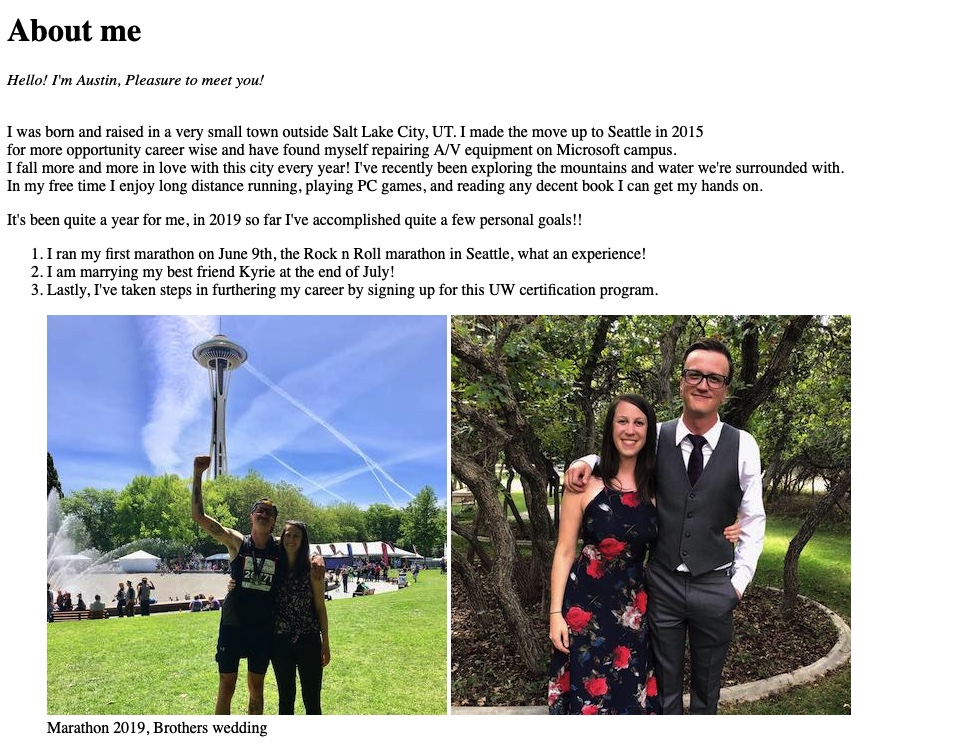 About me
Hello! I'm Austin, Pleasure to meet you!
I was born and raised in a very small town outside Salt Lake City, UT. I made the move up to Seattle in 2015
for more opportunity career wise and have found myself repairing A/V equipment on Microsoft campus.
I fall more and more in love with this city every year! I've recently been exploring the mountains and water we're surrounded with.
In my free time I enjoy long distance running, playing PC games, and reading any decent book I can get my hands on.
It's been quite a year for me, in 2019 so far I've accomplished quite a few personal goals!!
1. I ran my first marathon on June 9th, the Rock n Roll marathon in Seattle, what an experience!
2. I am marrying my best friend Kyrie at the end of July!
3. Lastly, I've taken steps in furthering my career by signing up for this UW certification program.
Marathon 2019, Brothers wedding